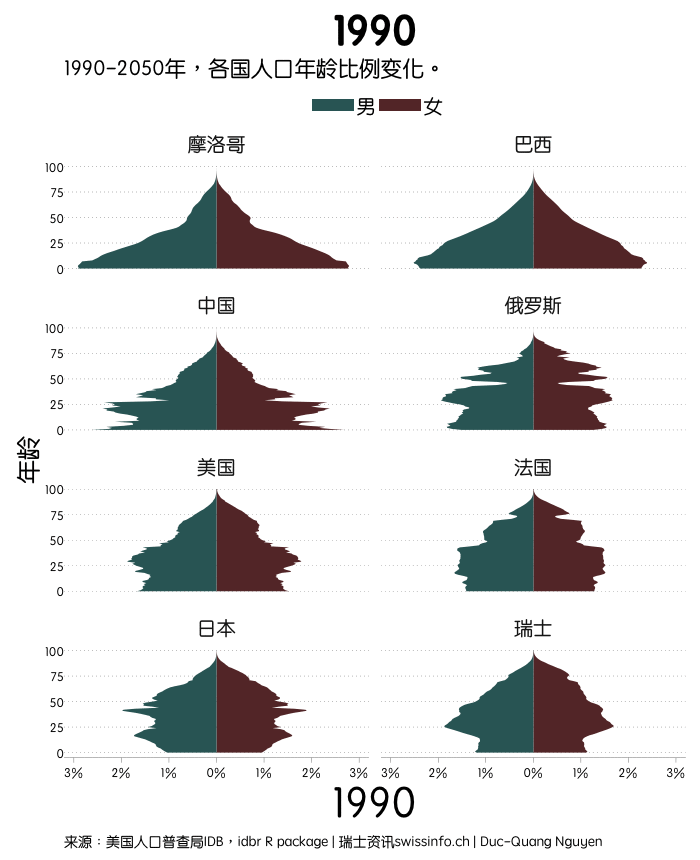 1990
1990-2050年，各国人口年龄比例变化。
男 女
摩洛哥 巴西
100
75
50
25
0
中国 俄罗斯
100
75
50
25
0
年龄
美国 法国
100
75
50
25
0
日本 瑞士
100
75
50
25
0
3% 2% 1% 0% 1% 2% 3% 3% 2% 1% 0% 1% 2% 3%
1990
来源：美国人口普查局IDB，idbr R package | 瑞士资讯swissinfo.ch | Duc-Quang Nguyen